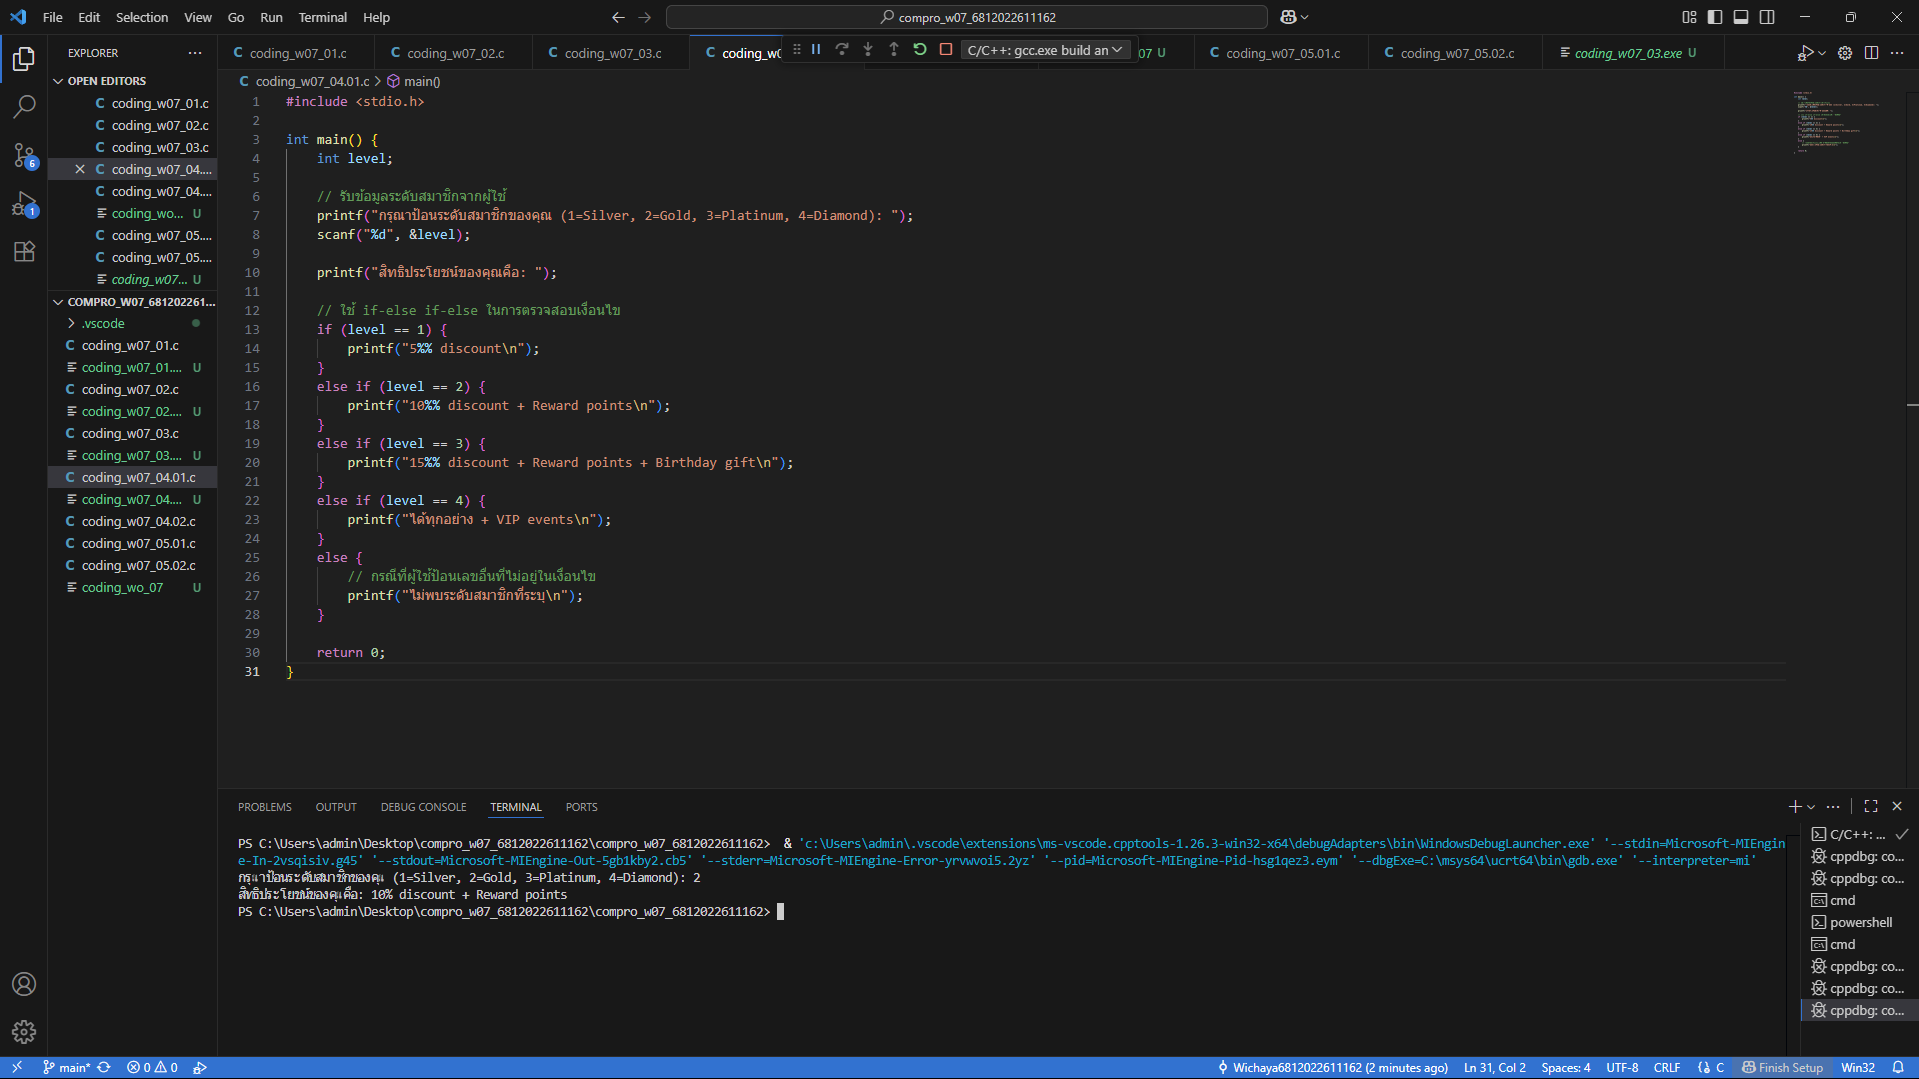 File Edit Selection View Go Run Terminal Help
compro_w07_6812022611162
EXPLORER
OPEN EDITORS
coding_w07_01.c
coding_w07_02.c
coding_w07_03.c
coding_w07_04....
coding_w07_04....
coding_wo... U
coding_w07_05....
coding_w07_05....
coding_w07... U
COMPRO_W07_681202261...
.vscode
coding_w07_01.c
coding_w07_01.... U
coding_w07_02.c
coding_w07_02.... U
coding_w07_03.c
coding_w07_03.... U
coding_w07_04.01.c
coding_w07_04.... U
coding_w07_04.02.c
coding_w07_05.01.c
coding_w07_05.02.c
coding_wo_07 U
6
1
coding_w07_01.c coding_w07_02.c coding_w07_03.c coding_w0 C/C++: gcc.exe build an 07 U coding_w07_05.01.c coding_w07_05.02.c coding_w07_03.exe U
coding_w07_04.01.c > main()
1 #include <stdio.h>
2
3 int main() {
4 int level;
5
6 // รับข้อมูลระดับสมาชิกจากผู้ใช้
7 printf("กรุณาป้อนระดับสมาชิกของคุณ (1=Silver, 2=Gold, 3=Platinum, 4=Diamond): ");
8 scanf("%d", &level);
9
10 printf("สิทธิประโยชน์ของคุณคือ: ");
11
12 // ใช้ if-else if-else ในการตรวจสอบเงื่อนไข
13 if (level == 1) {
14 printf("5%% discount\n");
15 }
16 else if (level == 2) {
17 printf("10%% discount + Reward points\n");
18 }
19 else if (level == 3) {
20 printf("15%% discount + Reward points + Birthday gift\n");
21 }
22 else if (level == 4) {
23 printf("ได้ทุกอย่าง + VIP events\n");
24 }
25 else {
26 // กรณีที่ผู้ใช้ป้อนเลขอื่นที่ไม่อยู่ในเงื่อนไข
27 printf("ไม่พบระดับสมาชิกที่ระบุ\n");
28 }
29
30 return 0;
31 }
PROBLEMS OUTPUT DEBUG CONSOLE TERMINAL PORTS
PS C:\Users\admin\Desktop\compro_w07_6812022611162\compro_w07_6812022611162> & 'c:\Users\admin\.vscode\extensions\ms-vscode.cpptools-1.26.3-win32-x64\debugAdapters\bin\WindowsDebugLauncher.exe' '--stdin=Microsoft-MIEngin
e-In-2vsqisiv.g45' '--stdout=Microsoft-MIEngine-Out-5gb1kby2.cb5' '--stderr=Microsoft-MIEngine-Error-yrvwvoi5.2yz' '--pid=Microsoft-MIEngine-Pid-hsg1qez3.eym' '--dbgExe=C:\msys64\ucrt64\bin\gdb.exe' '--interpreter=mi'
กรุณาป้อนระดับสมาชิกของคุณ (1=Silver, 2=Gold, 3=Platinum, 4=Diamond): 2
สิทธิประโยชน์ของคุณคือ: 10% discount + Reward points
PS C:\Users\admin\Desktop\compro_w07_6812022611162\compro_w07_6812022611162>
C/C++: ...
cppdbg: co...
cppdbg: co...
cmd
powershell
cmd
cppdbg: co...
cppdbg: co...
cppdbg: co...
main* 0 0 Wichaya6812022611162 (2 minutes ago) Ln 31, Col 2 Spaces: 4 UTF-8 CRLF {} C Finish Setup Win32